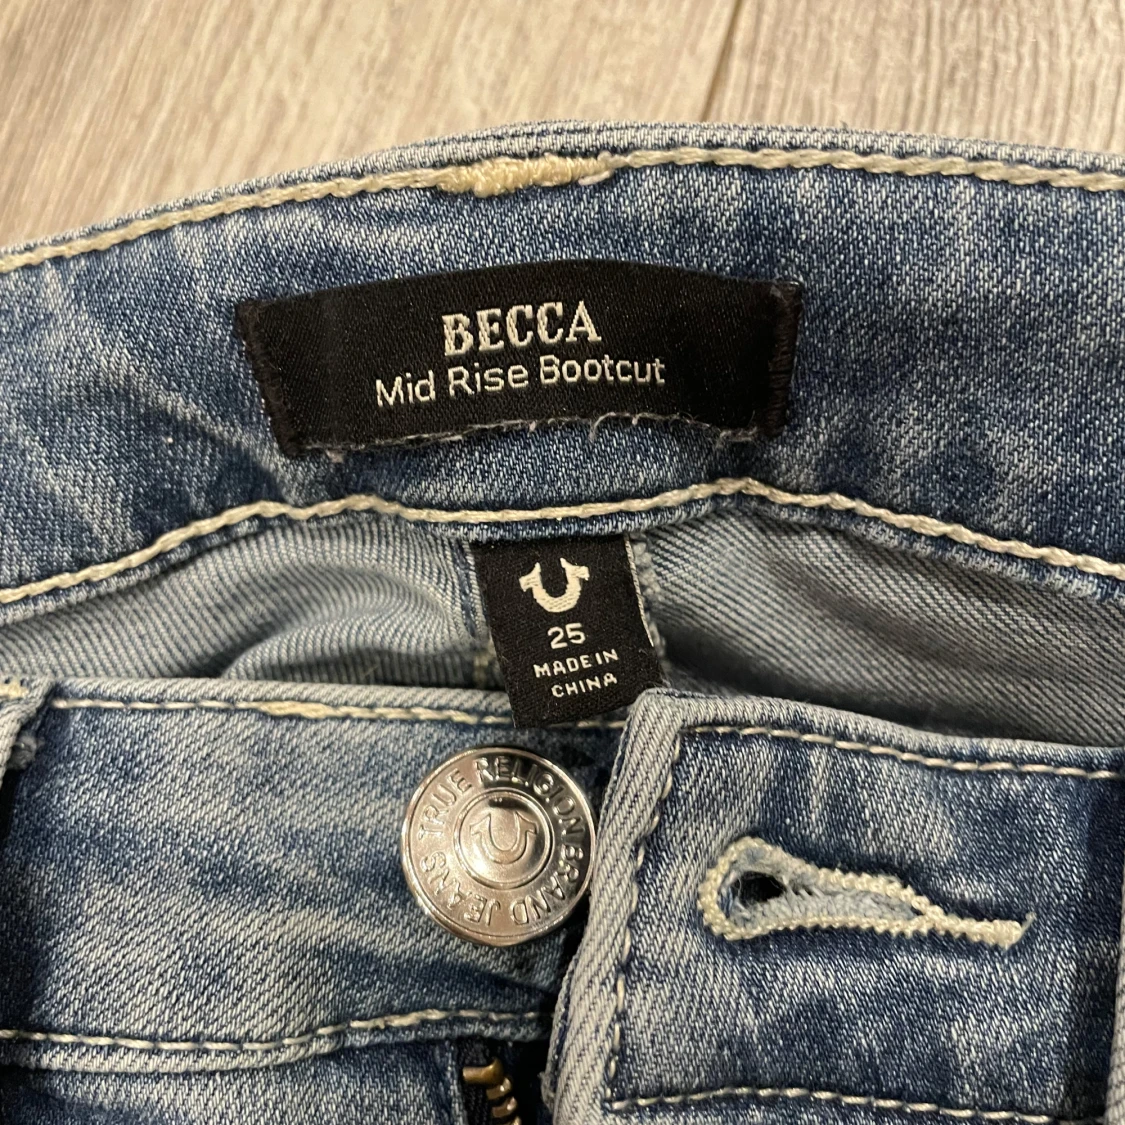 BECCA
Mid Rise Bootcut
25
MADE IN
CHINA
TRUE RELIGION BRAND JEANS